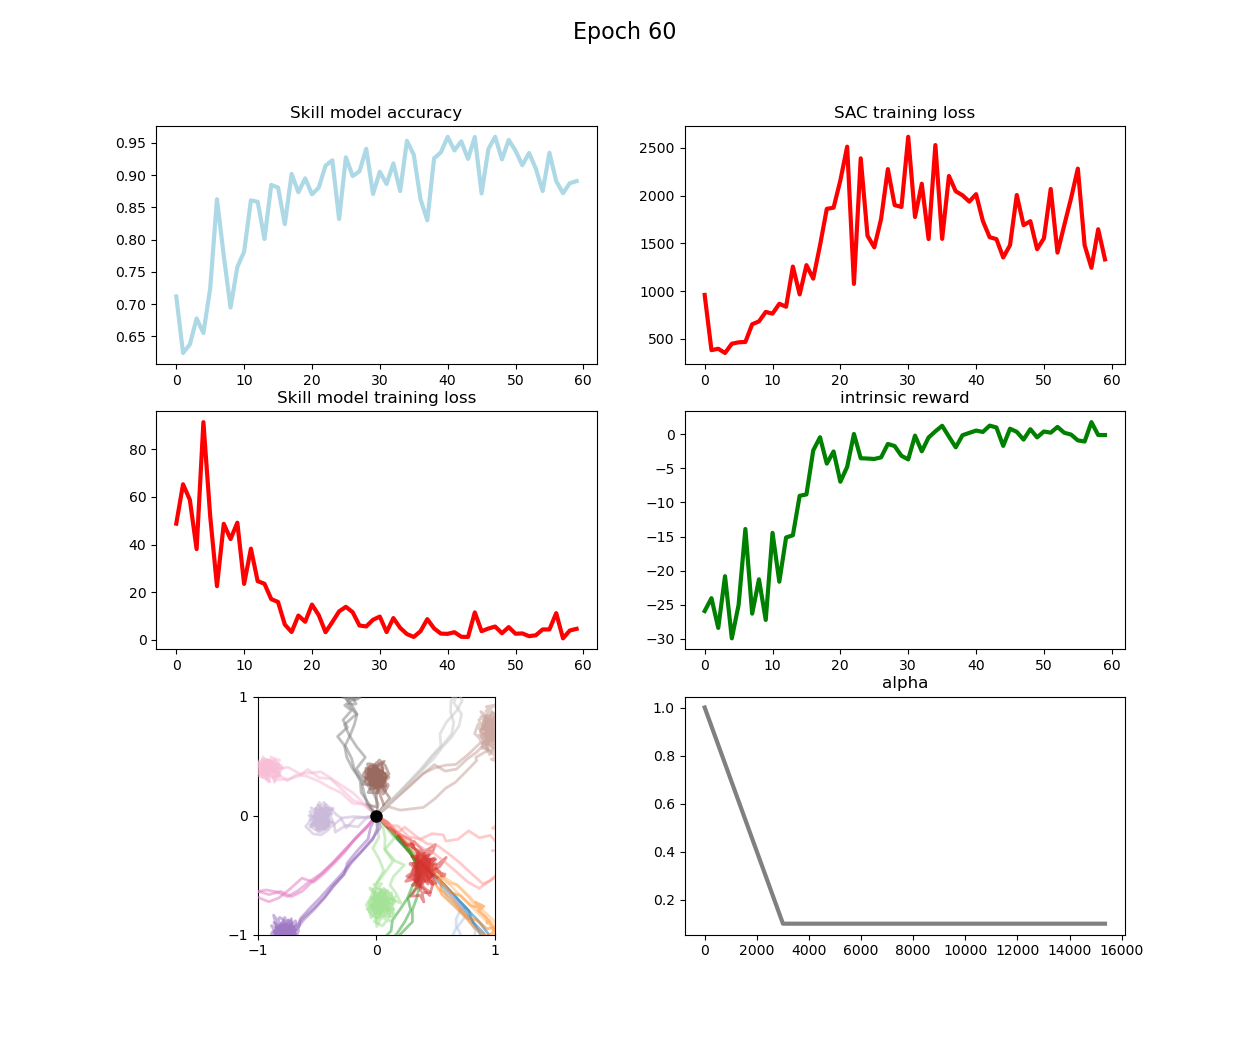 Epoch 60
Skill model accuracy
0.95
0.90
0.85
0.80
0.75
0.70
0.65
0 10 20 30 40 50 60
SAC training loss
2500
2000
1500
1000
500
0 10 20 30 40 50 60
Skill model training loss
80
60
40
20
0
0 10 20 30 40 50 60
intrinsic reward
0
−5
−10
−15
−20
−25
−30
0 10 20 30 40 50 60
1
0
−1
−1 0 1
alpha
1.0
0.8
0.6
0.4
0.2
0 2000 4000 6000 8000 10000 12000 14000 16000